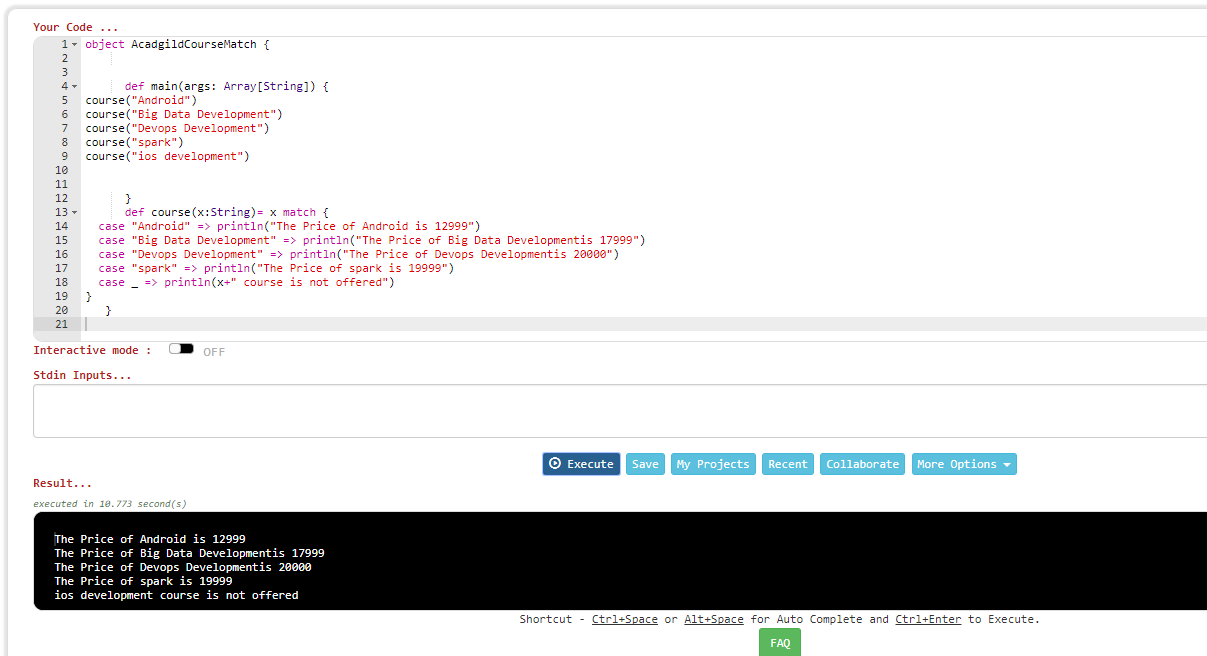 Your Code ...
1 object AcadgildCourseMatch {
2
3
4 def main(args: Array[String]) {
5 course("Android")
6 course("Big Data Development")
7 course("Devops Development")
8 course("spark")
9 course("ios development")
10
11
12 }
13 def course(x:String)= x match {
14 case "Android" => println("The Price of Android is 12999")
15 case "Big Data Development" => println("The Price of Big Data Developmentis 17999")
16 case "Devops Development" => println("The Price of Devops Developmentis 20000")
17 case "spark" => println("The Price of spark is 19999")
18 case _ => println(x+" course is not offered")
19 }
20 }
21
Interactive mode : OFF
Stdin Inputs...
Execute Save My Projects Recent Collaborate More Options
Result...
executed in 10.773 second(s)
The Price of Android is 12999
The Price of Big Data Developmentis 17999
The Price of Devops Developmentis 20000
The Price of spark is 19999
ios development course is not offered
Shortcut - Ctrl+Space or Alt+Space for Auto Complete and Ctrl+Enter to Execute.
FAQ